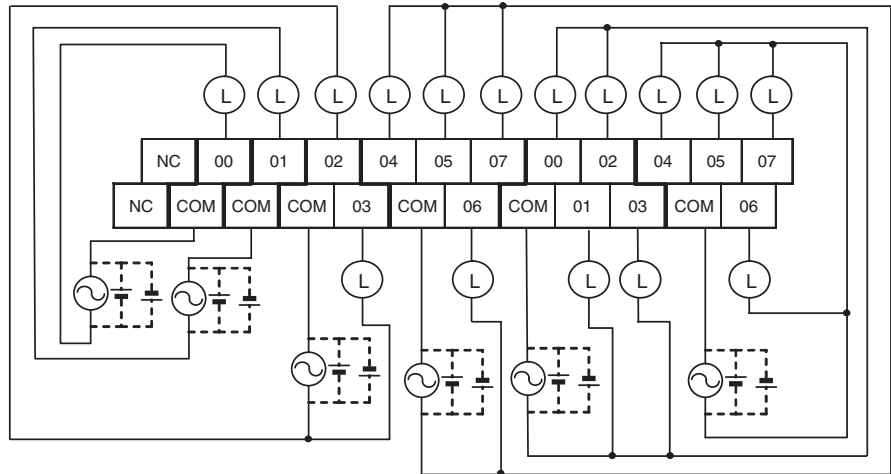 L L L L L L L L L L L
NC 00 01 02 04 05 07 00 02 04 05 07
NC COM COM COM 03 COM 06 COM 01 03 COM 06
L L L L L